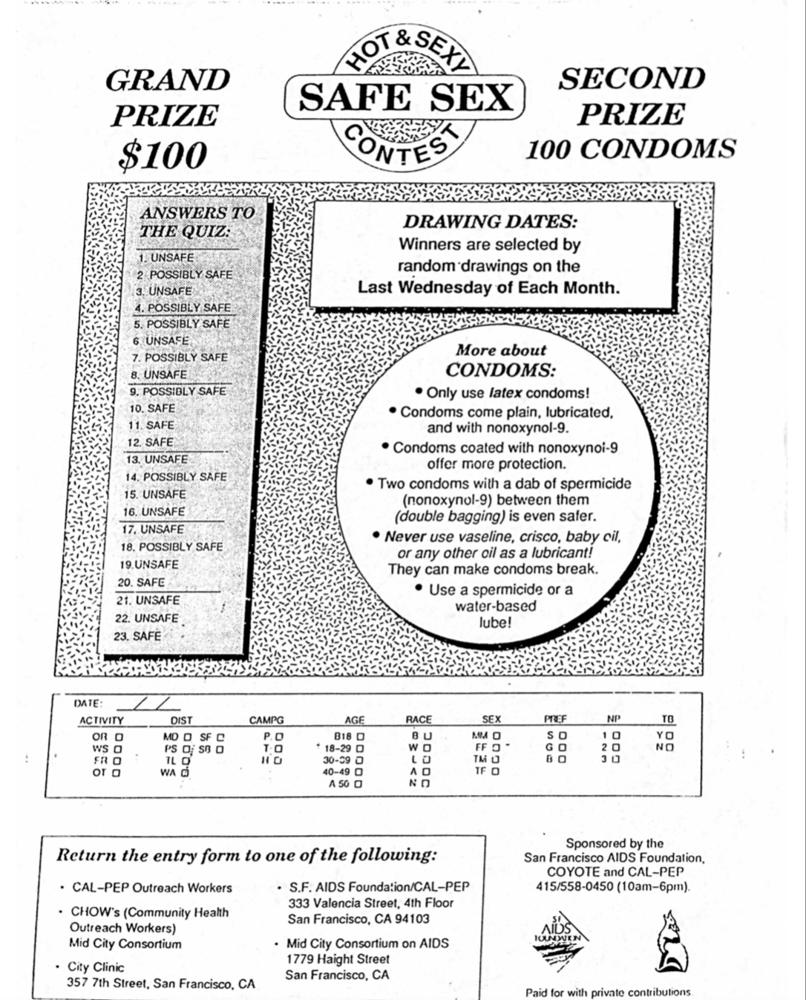 GRAND
PRIZE
$100
HOT & SEXY
SAFE SEX
CONTEST
SECOND
PRIZE
100 CONDOMS
ANSWERS TO
THE QUIZ:
1. UNSAFE
2. POSSIBLY SAFE
3. UNSAFE
4. POSSIBLY SAFE
5. POSSIBLY SAFE
6. UNSAFE
7. POSSIBLY SAFE
8. UNSAFE
9. POSSIBLY SAFE
10. SAFE
11. SAFE
12. SAFE
13. UNSAFE
14. POSSIBLY SAFE
15. UNSAFE
16. UNSAFE
17. UNSAFE
18. POSSIBLY SAFE
19. UNSAFE
20. SAFE
21. UNSAFE
22. UNSAFE
23. SAFE
DRAWING DATES:
Winners are selected by
random drawings on the
Last Wednesday of Each Month.
More about
CONDOMS:
• Only use latex condoms!
• Condoms come plain, lubricated,
and with nonoxynol-9.
• Condoms coated with nonoxynol-9
offer more protection.
• Two condoms with a dab of spermicide
(nonoxynol-9) between them
(double bagging) is even safer.
• Never use vaseline, crisco, baby oil,
or any other oil as a lubricant!
They can make condoms break.
• Use a spermicide or a
water-based
lube!
DATE: / /
ACTIVITY DIST CAMPG AGE RACE SEX PREF NP TB
OR □ MD □ SF □ P □ B18 □ B □ MM □ S □ 1 □ Y □
WS □ PS □ SB □ T □ 18-29 □ W □ FF □ G □ 2 □ N □
FR □ TL □ H □ 30-39 □ L □ TM □ B □ 3 □
OT □ WA □ 40-49 □ A □ TF □
A 50 □ N □
Return the entry form to one of the following:
· CAL–PEP Outreach Workers
· CHOW's (Community Health
Outreach Workers)
Mid City Consortium
· City Clinic
357 7th Street, San Francisco, CA
· S.F. AIDS Foundation/CAL–PEP
333 Valencia Street, 4th Floor
San Francisco, CA 94103
· Mid City Consortium on AIDS
1779 Haight Street
San Francisco, CA
Sponsored by the
San Francisco AIDS Foundation,
COYOTE and CAL–PEP
415/558-0450 (10am–6pm).
SF
AIDS
FOUNDATION
Paid for with private contributions